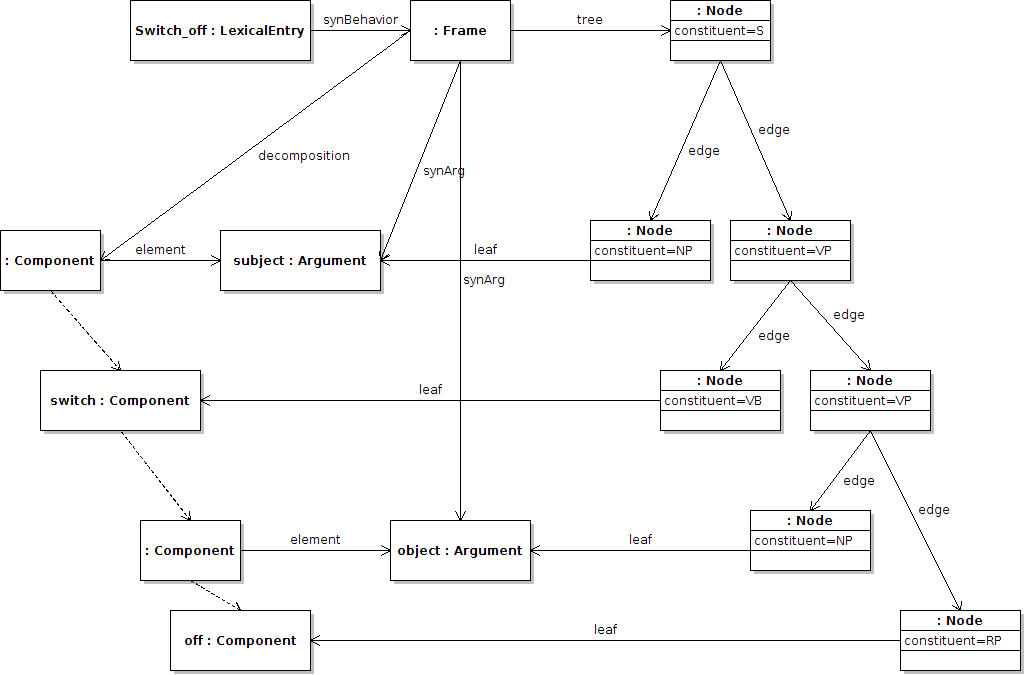 Switch_off : LexicalEntry
synBehavior
: Frame
tree
: Node
constituent=S
edge
edge
decomposition
synArg
: Component
element
subject : Argument
leaf
: Node
constituent=NP
: Node
constituent=VP
synArg
edge
edge
switch : Component
leaf
: Node
constituent=VB
: Node
constituent=VP
edge
edge
: Component
element
object : Argument
leaf
: Node
constituent=NP
off : Component
leaf
: Node
constituent=RP